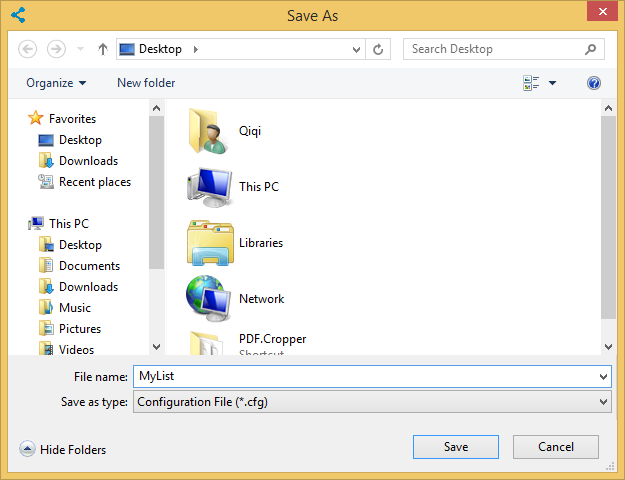 Save As
Desktop
Search Desktop
Organize
New folder
Favorites
Desktop
Downloads
Recent places
This PC
Desktop
Documents
Downloads
Music
Pictures
Videos
Qiqi
This PC
Libraries
Network
PDF.Cropper
Shortcut
File name: MyList
Save as type: Configuration File (*.cfg)
Hide Folders
Save
Cancel